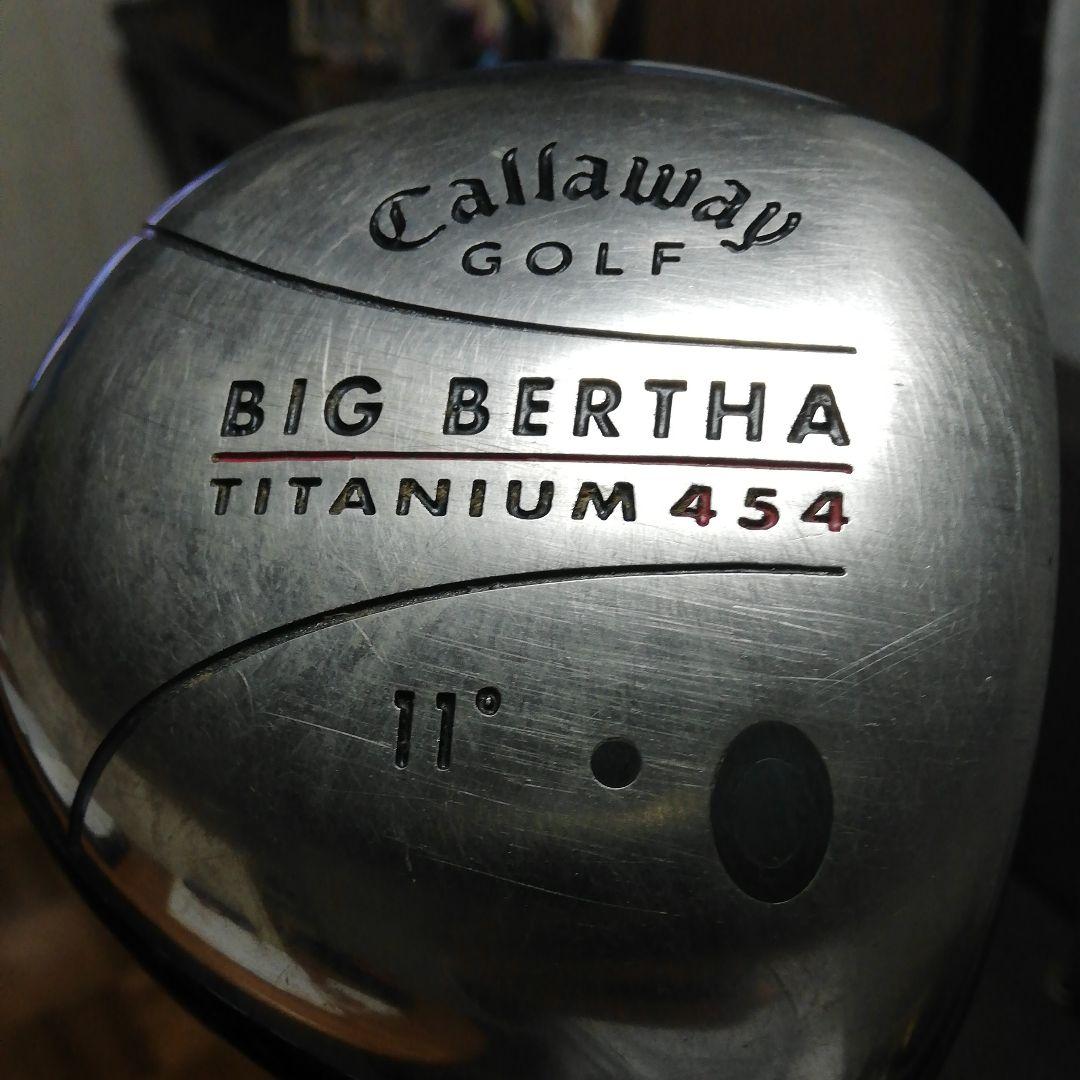 Callaway
GOLF
BIG BERTHA
TITANIUM 454
11°